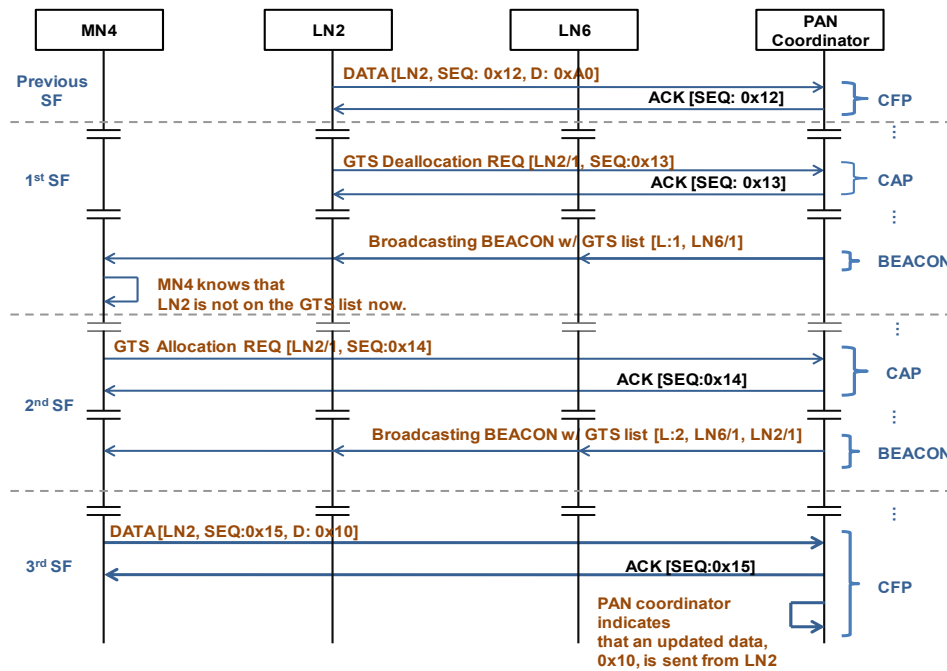 MN4
LN2
LN6
PAN
Coordinator
Previous
SF
DATA [LN2, SEQ: 0x12, D: 0xA0]
ACK [SEQ: 0x12]
CFP
...
1st SF
GTS Deallocation REQ [LN2/1, SEQ:0x13]
ACK [SEQ: 0x13]
CAP
...
Broadcasting BEACON w/ GTS list [L:1, LN6/1]
BEACON
MN4 knows that
LN2 is not on the GTS list now.
...
GTS Allocation REQ [LN2/1, SEQ:0x14]
CAP
ACK [SEQ:0x14]
2nd SF
...
Broadcasting BEACON w/ GTS list [L:2, LN6/1, LN2/1]
BEACON
...
DATA [LN2, SEQ:0x15, D: 0x10]
3rd SF
ACK [SEQ:0x15]
CFP
PAN coordinator
indicates
that an updated data,
0x10, is sent from LN2